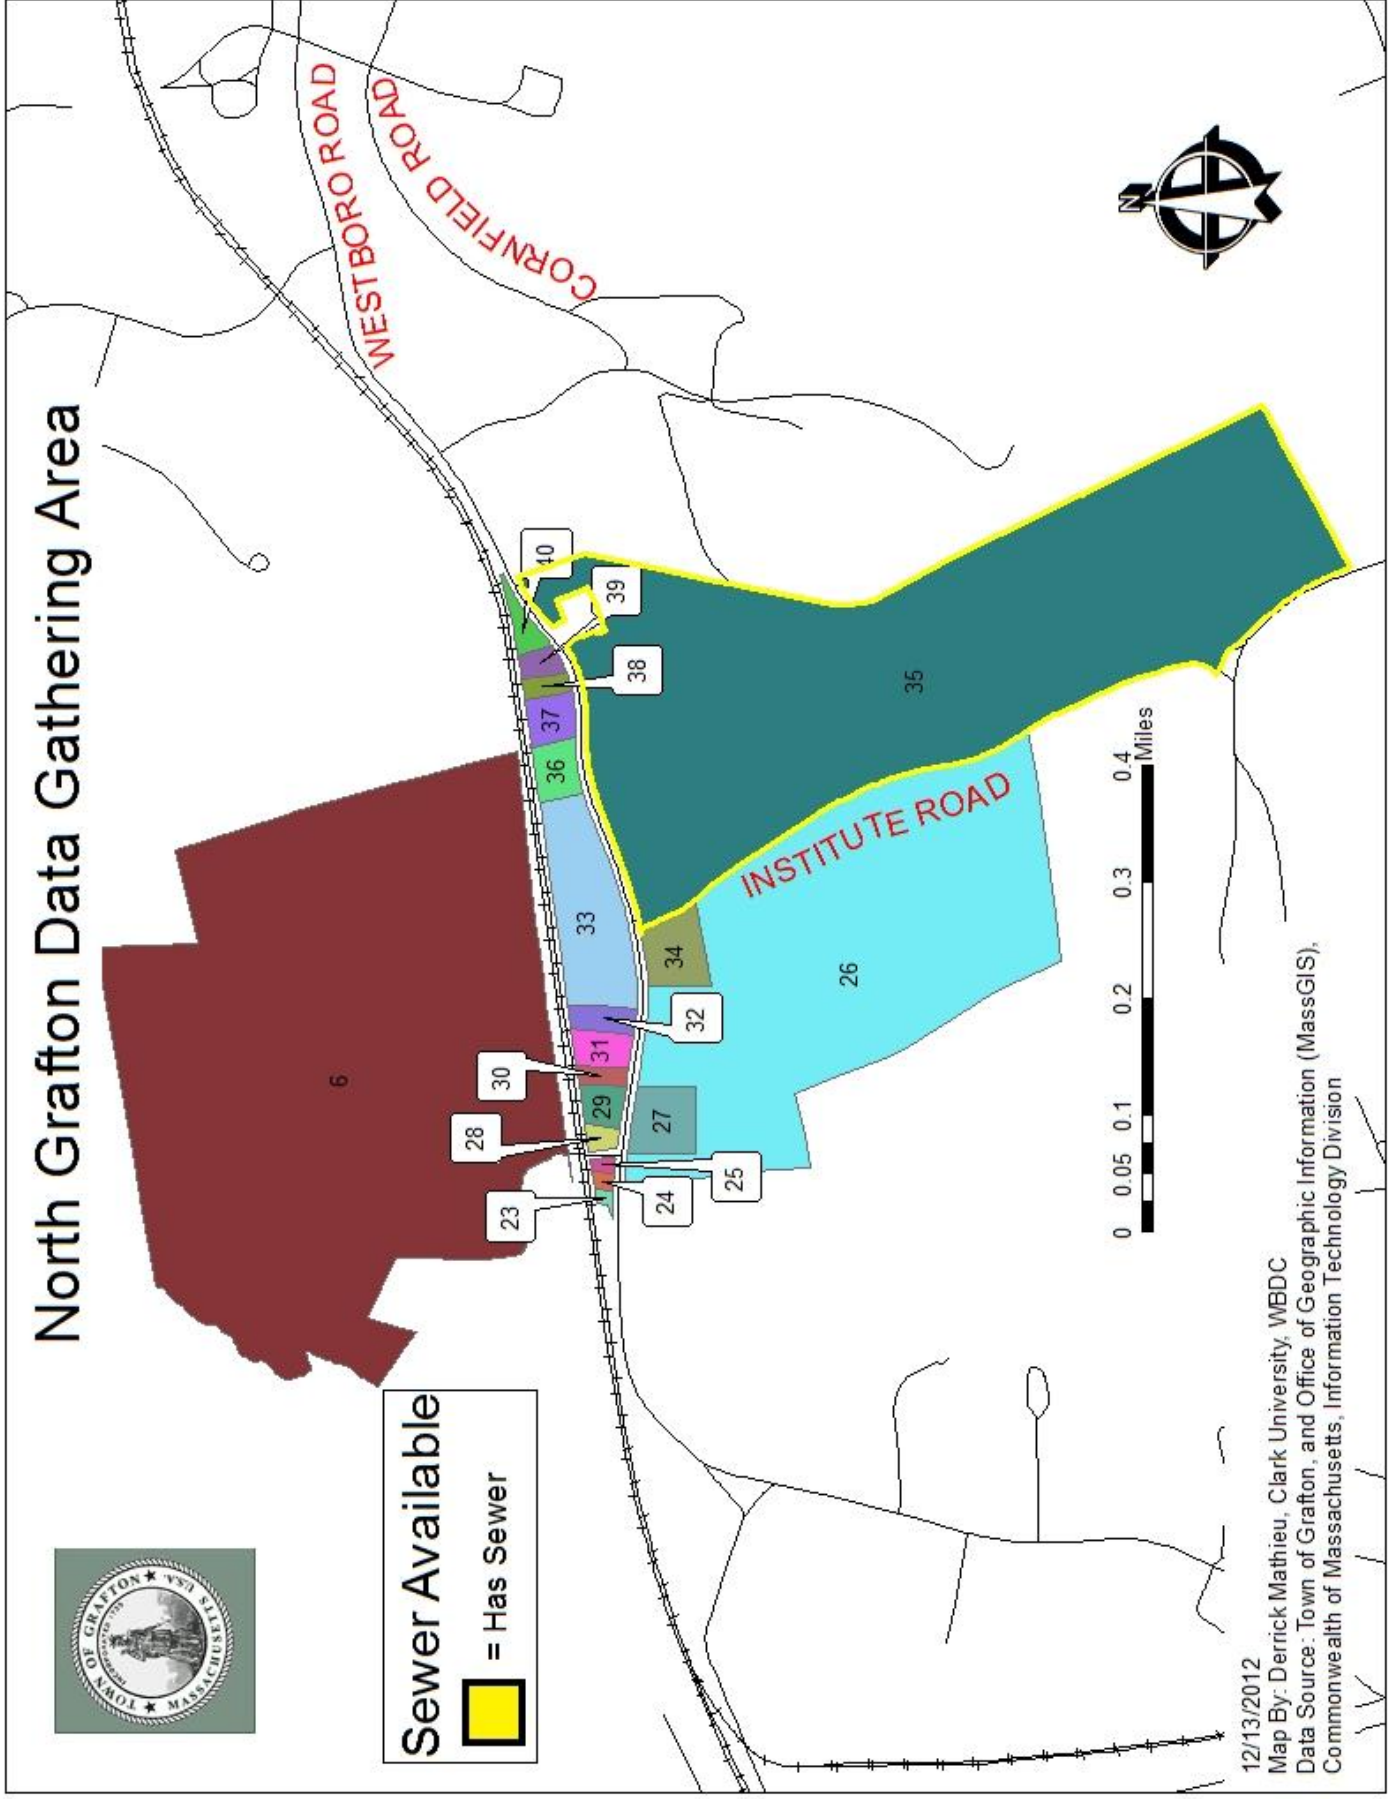 North Grafton Data Gathering Area
TOWN OF GRAFTON
MASSACHUSETTS USA
INCORPORATED 1735
Sewer Available
= Has Sewer
WESTBORO ROAD
CORNFIELD ROAD
INSTITUTE ROAD
N
6
23
24
25
26
27
28
29
30
31
32
33
34
35
36
37
38
39
40
0 0.05 0.1 0.2 0.3 0.4
Miles
12/13/2012
Map By: Derrick Mathieu, Clark University, WBDC
Data Source: Town of Grafton, and Office of Geographic Information (MassGIS),
Commonwealth of Massachusetts, Information Technology Division